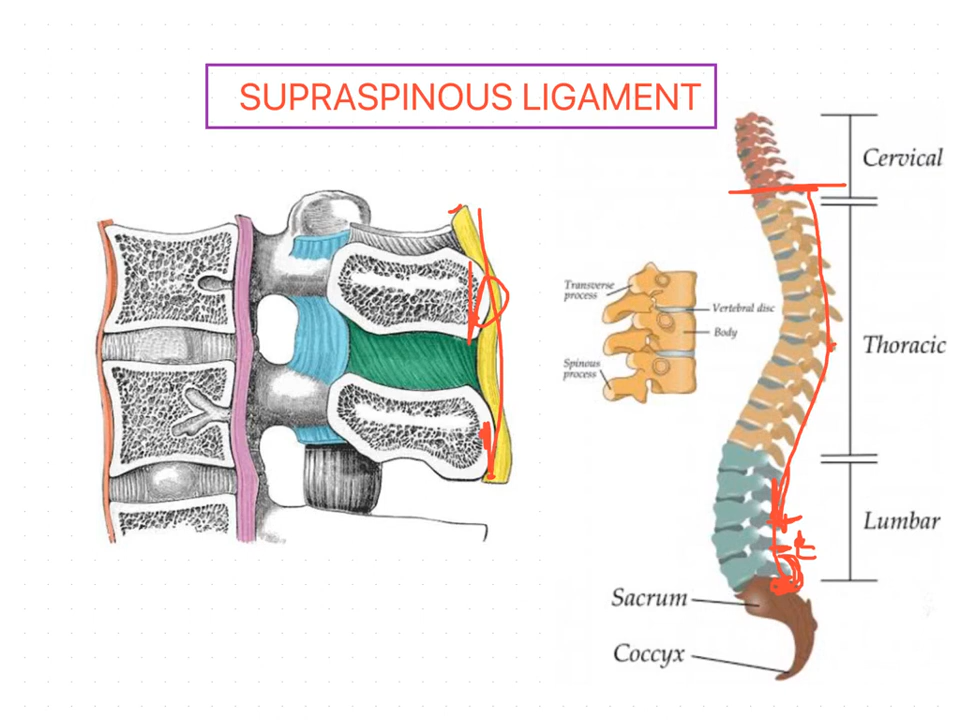 SUPRASPINOUS LIGAMENT
Cervical
Thoracic
Lumbar
Transverse
process
Vertebral disc
Body
Spinous
process
Sacrum
Coccyx